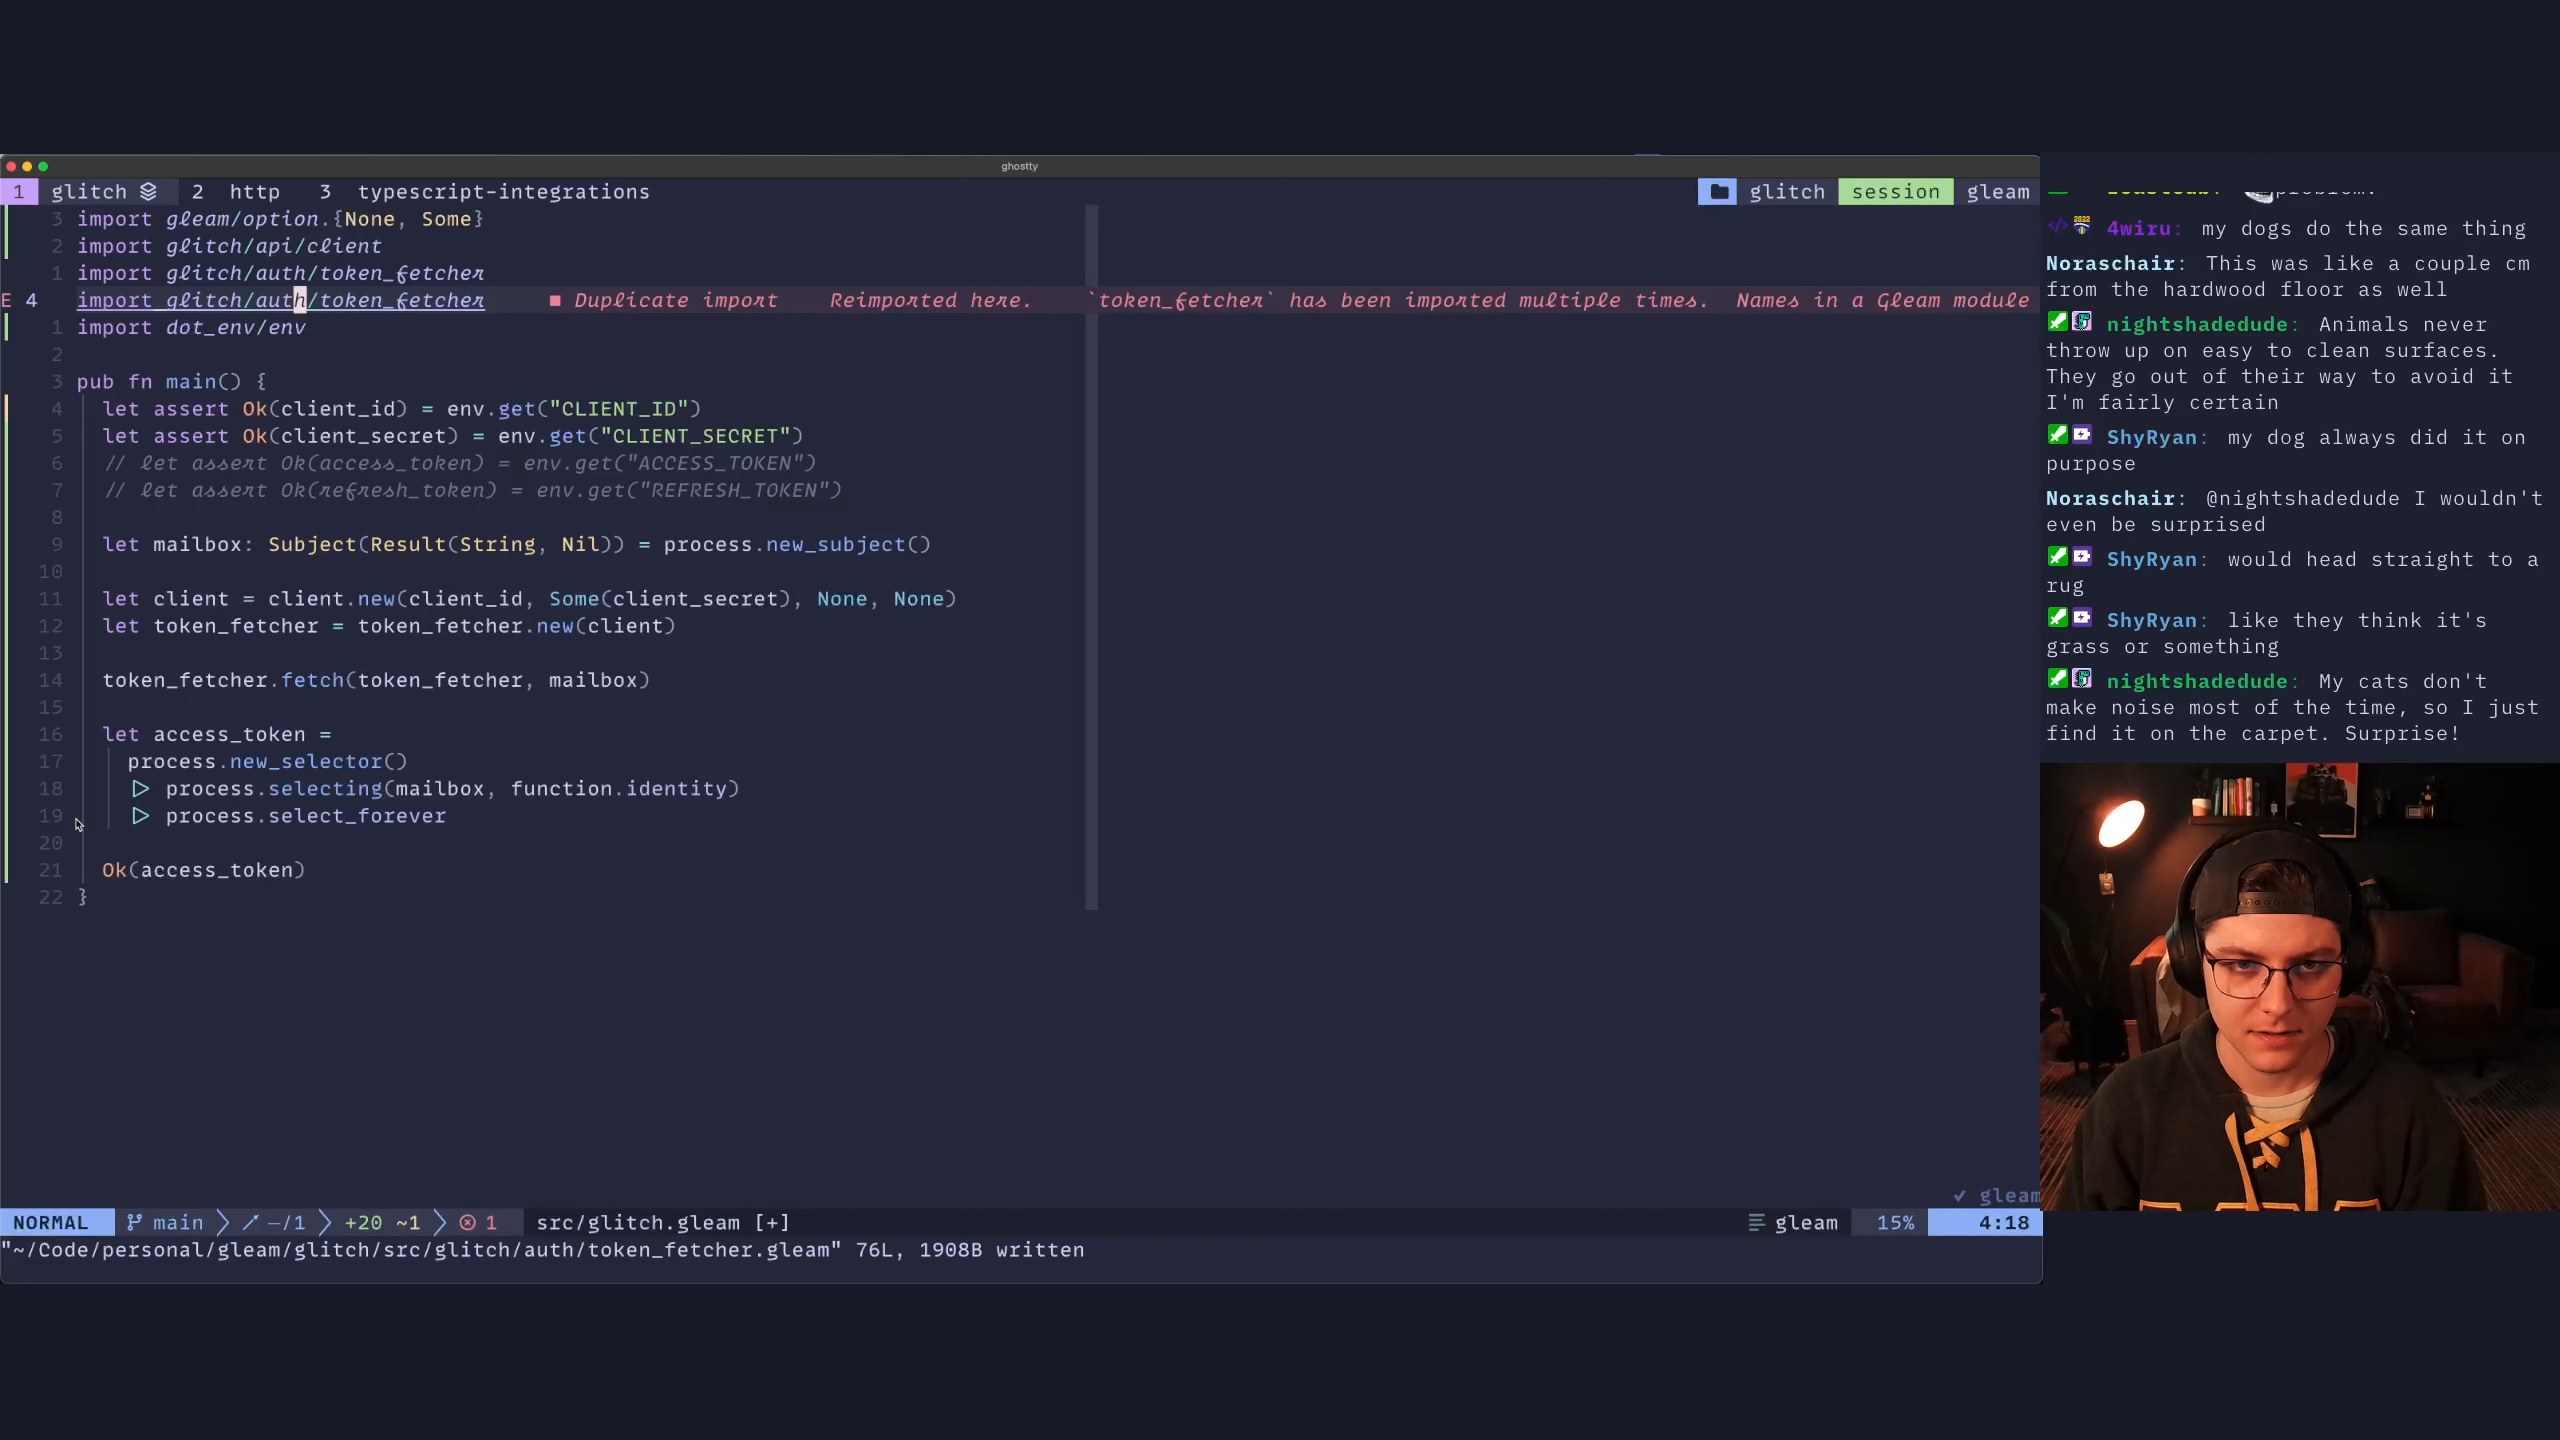 ghostty
1 glitch 2 http 3 typescript-integrations
glitch session gleam
3 import gleam/option.{None, Some}
2 import glitch/api/client
1 import glitch/auth/token_fetcher
E 4 import glitch/auth/token_fetcher ■ Duplicate import Reimported here. `token_fetcher` has been imported multiple times. Names in a Gleam module
1 import dot_env/env
2
3 pub fn main() {
4 let assert Ok(client_id) = env.get("CLIENT_ID")
5 let assert Ok(client_secret) = env.get("CLIENT_SECRET")
6 // let assert Ok(access_token) = env.get("ACCESS_TOKEN")
7 // let assert Ok(refresh_token) = env.get("REFRESH_TOKEN")
8
9 let mailbox: Subject(Result(String, Nil)) = process.new_subject()
10
11 let client = client.new(client_id, Some(client_secret), None, None)
12 let token_fetcher = token_fetcher.new(client)
13
14 token_fetcher.fetch(token_fetcher, mailbox)
15
16 let access_token =
17 process.new_selector()
18 ▷ process.selecting(mailbox, function.identity)
19 ▷ process.select_forever
20
21 Ok(access_token)
22 }
✓ gleam
NORMAL main –/1 +20 ~1 1 src/glitch.gleam [+] gleam 15% 4:18
"~/Code/personal/gleam/glitch/src/glitch/auth/token_fetcher.gleam" 76L, 1908B written
4wiru: my dogs do the same thing
Noraschair: This was like a couple cm
from the hardwood floor as well
nightshadedude: Animals never
throw up on easy to clean surfaces.
They go out of their way to avoid it
I'm fairly certain
ShyRyan: my dog always did it on
purpose
Noraschair: @nightshadedude I wouldn't
even be surprised
ShyRyan: would head straight to a
rug
ShyRyan: like they think it's
grass or something
nightshadedude: My cats don't
make noise most of the time, so I just
find it on the carpet. Surprise!